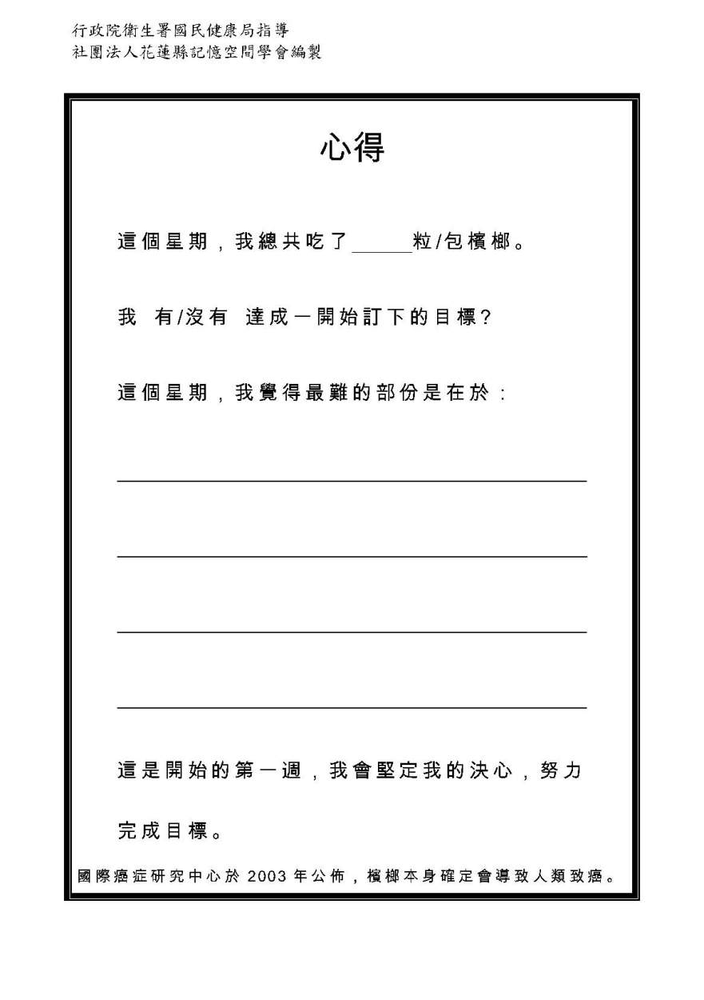 行政院衛生署國民健康局指導
社團法人花蓮縣記憶空間學會編製
心得
這個星期，我總共吃了______粒/包檳榔。
我 有/沒有 達成一開始訂下的目標?
這個星期，我覺得最難的部份是在於：
這是開始的第一週，我會堅定我的決心，努力
完成目標。
國際癌症研究中心於 2003 年公佈，檳榔本身確定會導致人類致癌。